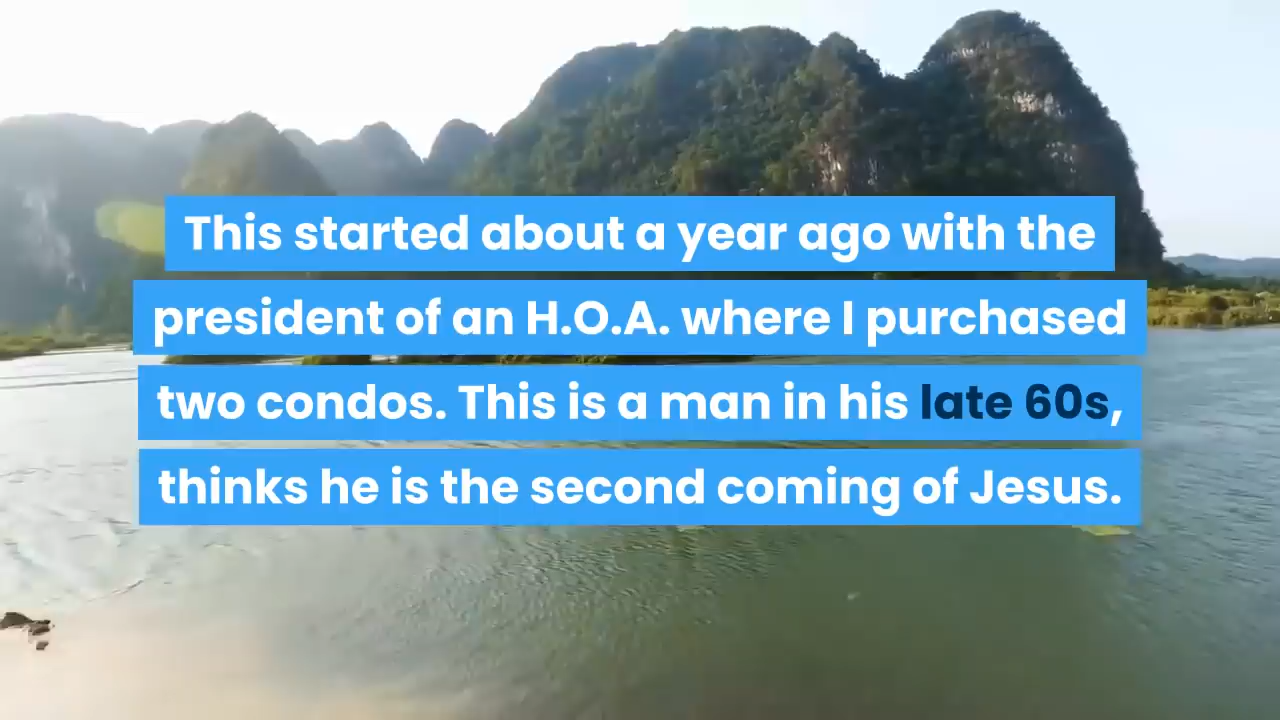 This started about a year ago with the
president of an H.O.A. where I purchased
two condos. This is a man in his late 60s,
thinks he is the second coming of Jesus.